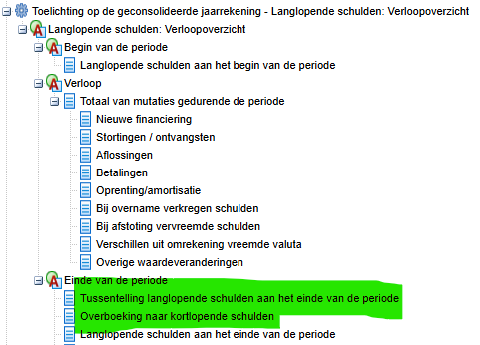 Toelichting op de geconsolideerde jaarrekening - Langlopende schulden: Verloopoverzicht
Langlopende schulden: Verloopoverzicht
Begin van de periode
Langlopende schulden aan het begin van de periode
Verloop
Totaal van mutaties gedurende de periode
Nieuwe financiering
Stortingen / ontvangsten
Aflossingen
Betalingen
Oprenting/amortisatie
Bij overname verkregen schulden
Bij afstoting vervreemde schulden
Verschillen uit omrekening vreemde valuta
Overige waardeveranderingen
Einde van de periode
Tussentelling langlopende schulden aan het einde van de periode
Overboeking naar kortlopende schulden
Langlopende schulden aan het einde van de periode